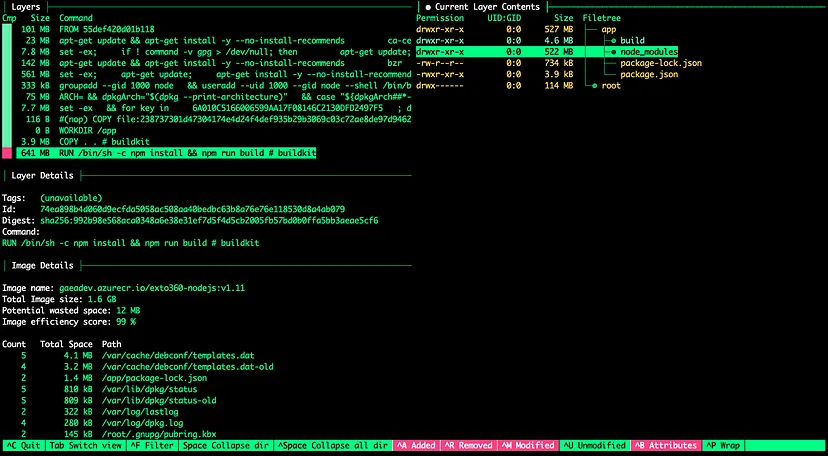 Layers
Cmp Size Command
101 MB FROM 55def420d01b118
23 MB apt-get update && apt-get install -y --no-install-recommends ca-ce
7.8 MB set -ex; if ! command -v gpg > /dev/null; then apt-get update;
142 MB apt-get update && apt-get install -y --no-install-recommends bzr
561 MB set -ex; apt-get update; apt-get install -y --no-install-recommen
333 kB groupadd --gid 1000 node && useradd --uid 1000 --gid node --shell /bin/b
75 MB ARCH= && dpkgArch="$(dpkg --print-architecture)" && case "${dpkgArch##*-
7.7 MB set -ex && for key in 6A010C5166006599AA17F08146C2130DFD2497F5 ; d
116 B #(nop) COPY file:238737301d47304174e4d24f4def935b29b3069c03c72ae8de97d9462
0 B WORKDIR /app
3.9 MB COPY . . # buildkit
641 MB RUN /bin/sh -c npm install && npm run build # buildkit
Layer Details
Tags: (unavailable)
Id: 74ea898b4d060d9ecfda5058ac508aa40bedbc63b8a76e76e118530d8a4ab079
Digest: sha256:992b98e568aca0348a6e38e31ef7d5f4d5cb2005fb57bd0b0ffa5bb3aeae5cf6
Command:
RUN /bin/sh -c npm install && npm run build # buildkit
Image Details
Image name: gaeadev.azurecr.io/exto360-nodejs:v1.11
Total Image size: 1.6 GB
Potential wasted space: 12 MB
Image efficiency score: 99 %
Count Total Space Path
5 4.1 MB /var/cache/debconf/templates.dat
4 3.2 MB /var/cache/debconf/templates.dat-old
2 1.4 MB /app/package-lock.json
5 810 kB /var/lib/dpkg/status
5 809 kB /var/lib/dpkg/status-old
2 322 kB /var/log/lastlog
4 280 kB /var/log/dpkg.log
2 145 kB /root/.gnupg/pubring.kbx
● Current Layer Contents
Permission UID:GID Size Filetree
drwxr-xr-x 0:0 527 MB app
drwxr-xr-x 0:0 4.6 MB build
drwxr-xr-x 0:0 522 MB node_modules
-rw-r--r-- 0:0 734 kB package-lock.json
-rwxr-xr-x 0:0 3.9 kB package.json
drwx------ 0:0 114 MB root
^C Quit Tab Switch view ^F Filter Space Collapse dir ^Space Collapse all dir ^A Added ^R Removed ^M Modified ^U Unmodified ^B Attributes ^P Wrap